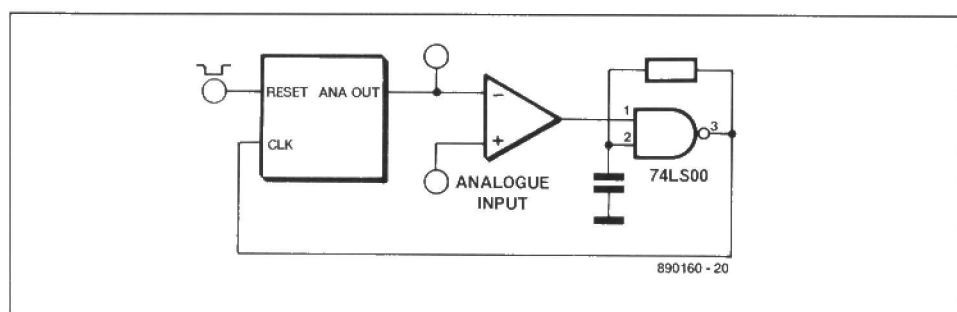 RESET ANA OUT
CLK
−
+
ANALOGUE
INPUT
1
2
3
74LS00
890160 - 20